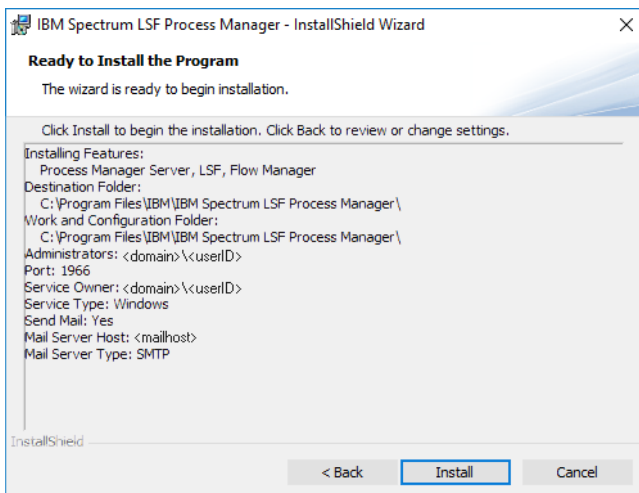 IBM Spectrum LSF Process Manager - InstallShield Wizard
Ready to Install the Program
The wizard is ready to begin installation.
Click Install to begin the installation. Click Back to review or change settings.
Installing Features:
Process Manager Server, LSF, Flow Manager
Destination Folder:
C:\Program Files\IBM\IBM Spectrum LSF Process Manager\
Work and Configuration Folder:
C:\Program Files\IBM\IBM Spectrum LSF Process Manager\
Administrators: <domain>\<userID>
Port: 1966
Service Owner: <domain>\<userID>
Service Type: Windows
Send Mail: Yes
Mail Server Host: <mailhost>
Mail Server Type: SMTP
InstallShield
< Back Install Cancel